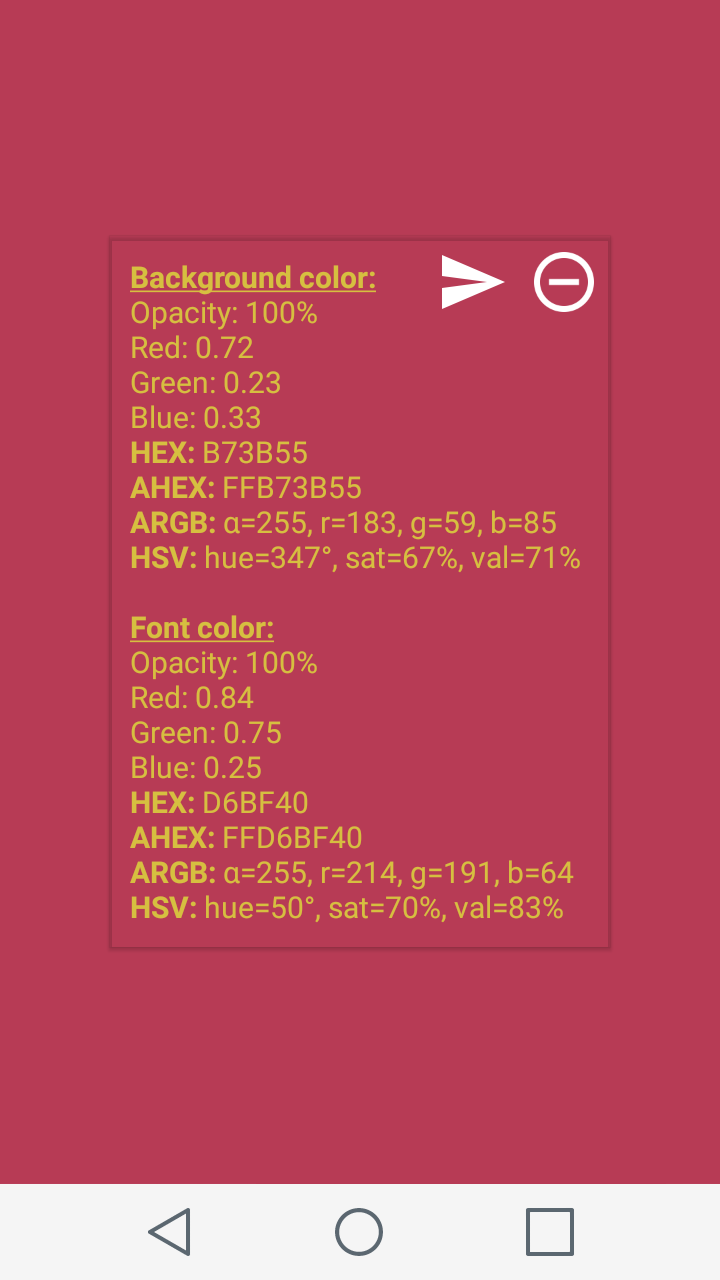 Background color:
Opacity: 100%
Red: 0.72
Green: 0.23
Blue: 0.33
HEX: B73B55
AHEX: FFB73B55
ARGB: α=255, r=183, g=59, b=85
HSV: hue=347°, sat=67%, val=71%
Font color:
Opacity: 100%
Red: 0.84
Green: 0.75
Blue: 0.25
HEX: D6BF40
AHEX: FFD6BF40
ARGB: α=255, r=214, g=191, b=64
HSV: hue=50°, sat=70%, val=83%